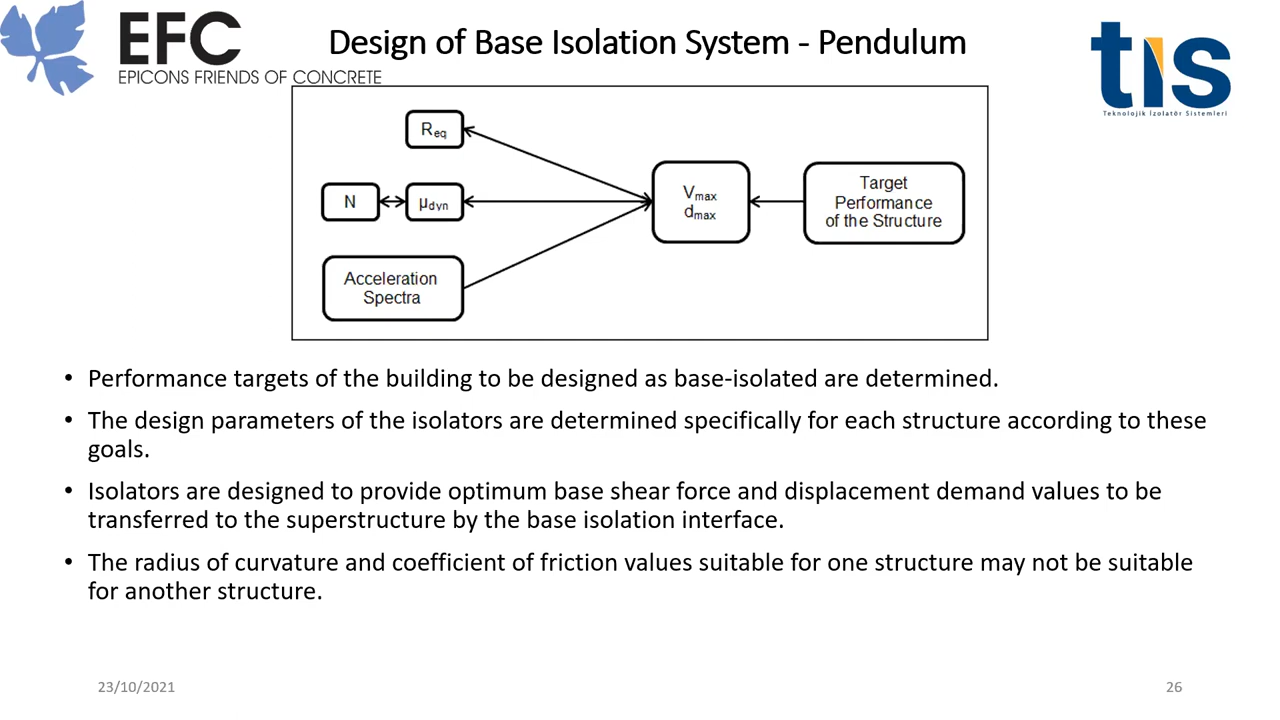 EFC
EPICONS FRIENDS OF CONCRETE
Design of Base Isolation System - Pendulum
tıs
Teknolojik İzolatör Sistemleri
Req
N
μdyn
Acceleration
Spectra
Vmax
dmax
Target
Performance
of the Structure
• Performance targets of the building to be designed as base-isolated are determined.
• The design parameters of the isolators are determined specifically for each structure according to these
goals.
• Isolators are designed to provide optimum base shear force and displacement demand values to be
transferred to the superstructure by the base isolation interface.
• The radius of curvature and coefficient of friction values suitable for one structure may not be suitable
for another structure.
23/10/2021
26